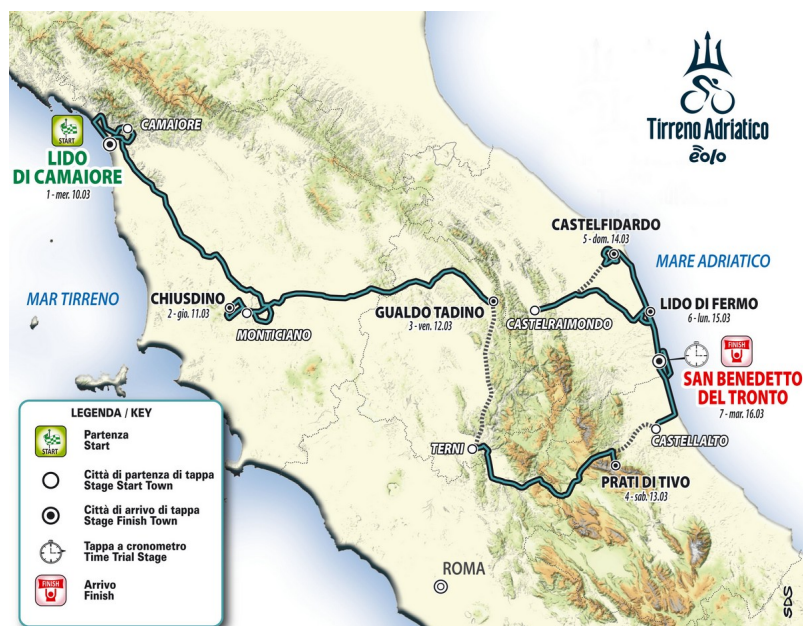 Tirreno Adriatico
eolo
CAMAIORE
START
LIDO
DI CAMAIORE
1 - mer. 10.03
CASTELFIDARDO
5 - dom. 14.03
MARE ADRIATICO
MAR TIRRENO
CHIUSDINO
2 - gio. 11.03
MONTICIANO
GUALDO TADINO
3 - ven. 12.03
CASTELRAIMONDO
LIDO DI FERMO
6 - lun. 15.03
FINISH
SAN BENEDETTO
DEL TRONTO
7 - mar. 16.03
CASTELLALTO
TERNI
PRATI DI TIVO
4 - sab. 13.03
ROMA
LEGENDA / KEY
START
Partenza
Start
Città di partenza di tappa
Stage Start Town
Città di arrivo di tappa
Stage Finish Town
Tappa a cronometro
Time Trial Stage
FINISH
Arrivo
Finish
SDS